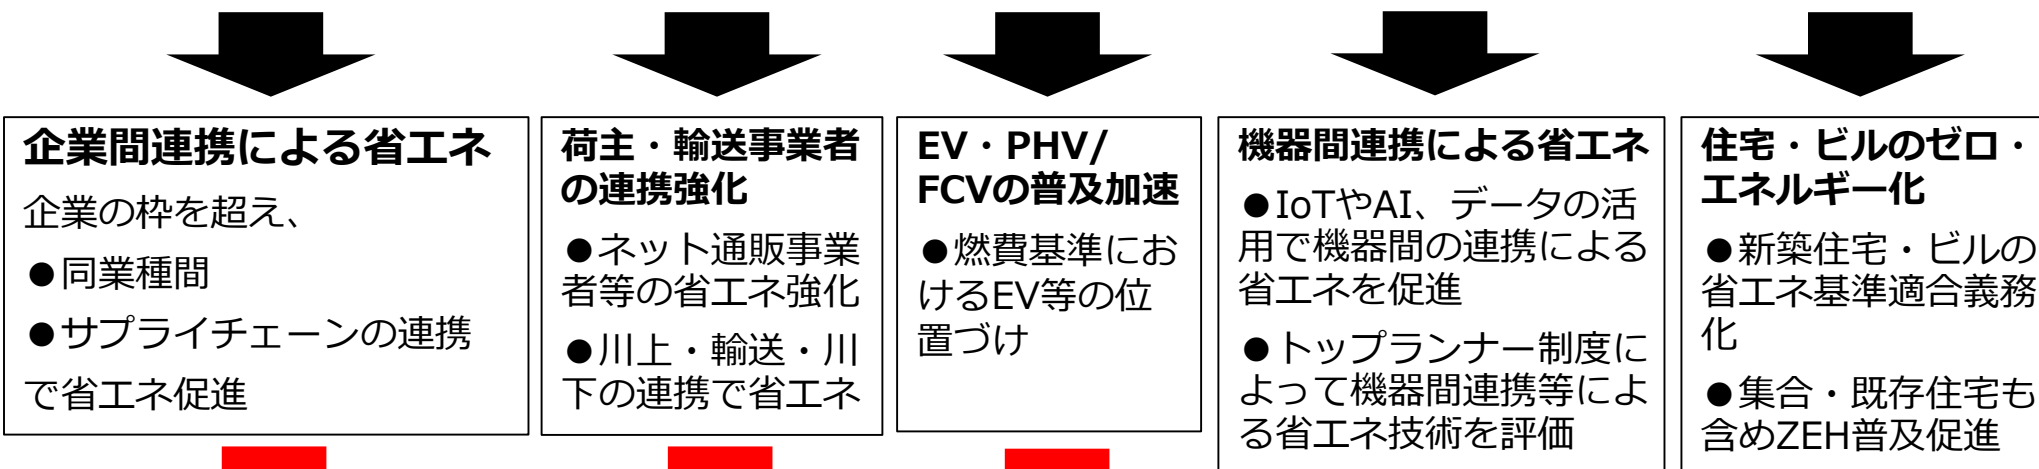 企業間連携による省エネ
企業の枠を超え、
●同業種間
●サプライチェーンの連携
で省エネ促進
荷主・輸送事業者
の連携強化
●ネット通販事業
者等の省エネ強化
●川上・輸送・川
下の連携で省エネ
EV・PHV/
FCVの普及加速
●燃費基準にお
けるEV等の位
置づけ
機器間連携による省エネ
●IoTやAI、データの活
用で機器間の連携による
省エネを促進
●トップランナー制度に
よって機器間連携等によ
る省エネ技術を評価
住宅・ビルのゼロ・
エネルギー化
●新築住宅・ビルの
省エネ基準適合義務
化
●集合・既存住宅も
含めZEH普及促進